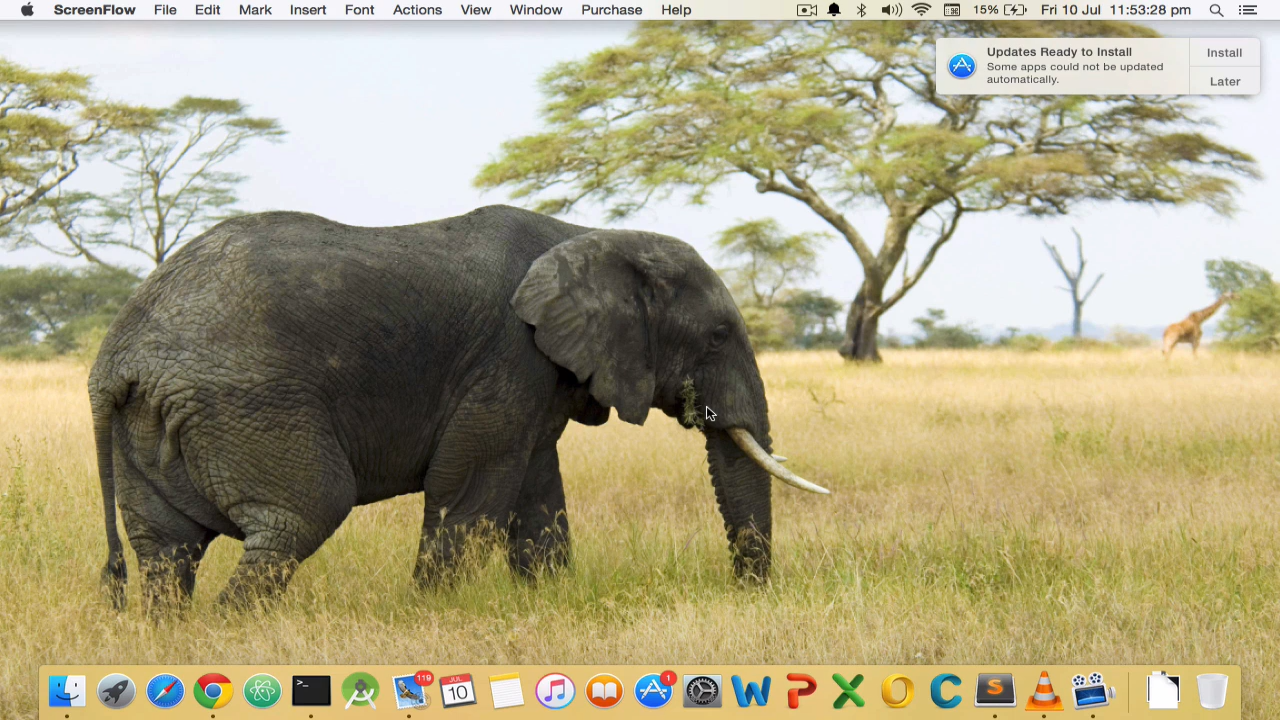 ScreenFlow File Edit Mark Insert Font Actions View Window Purchase Help 15% Fri 10 Jul 11:53:28 pm
Updates Ready to Install
Some apps could not be updated
automatically.
Install
Later
119
JUL
10
1
>_
W P X O C S